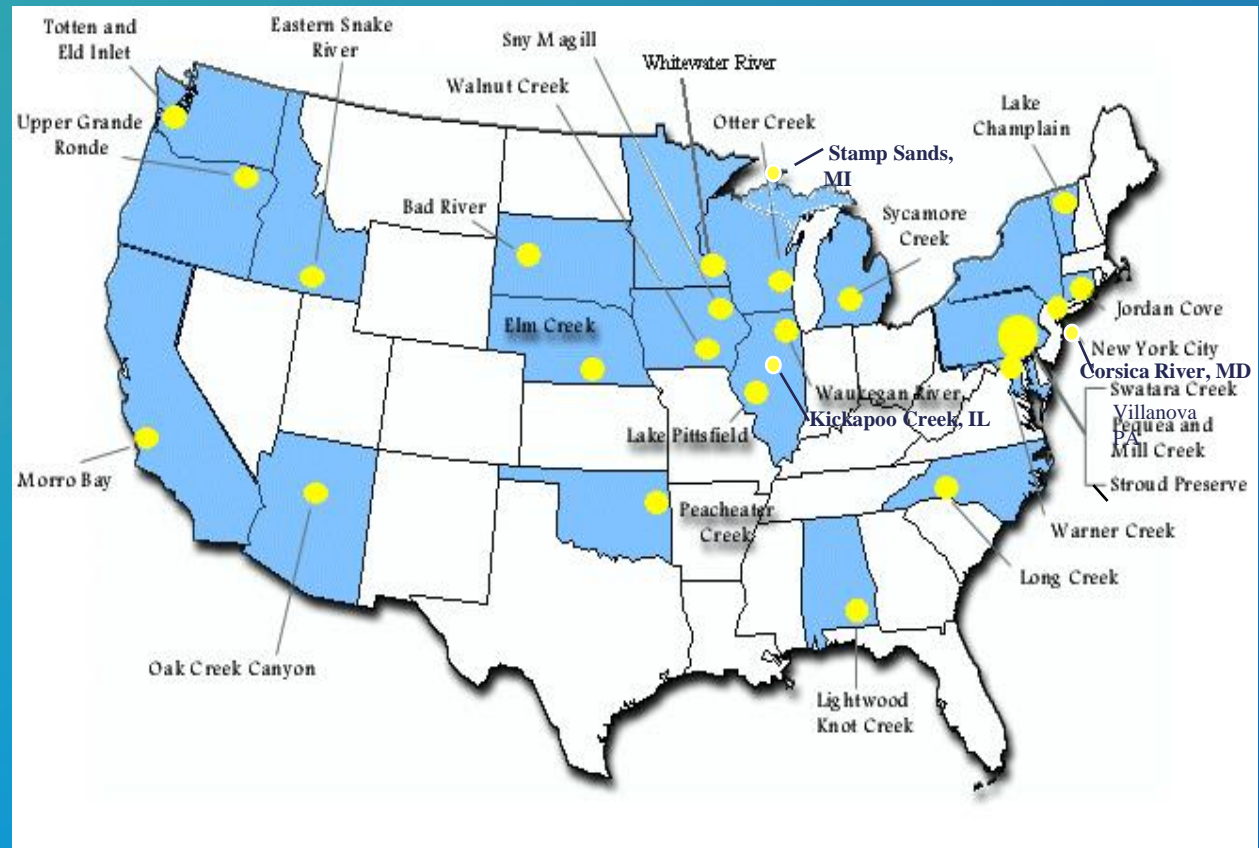 Totten and
Eld Inlet
Eastern Snake
River
Sny Magill
Whitewater River
Walnut Creek
Otter Creek
Lake
Champlain
Upper Grande
Ronde
Stamp Sands,
MI
Bad River
Sycamore
Creek
Jordan Cove
Elm Creek
New York City
Corsica River, MD
Swatara Creek
Waukegan River
Villanova
PA
Kickapoo Creek, IL
Pequea and
Mill Creek
Lake Pittsfield
Stroud Preserve
Morro Bay
Peacheater
Creek
Warner Creek
Long Creek
Oak Creek Canyon
Lightwood
Knot Creek